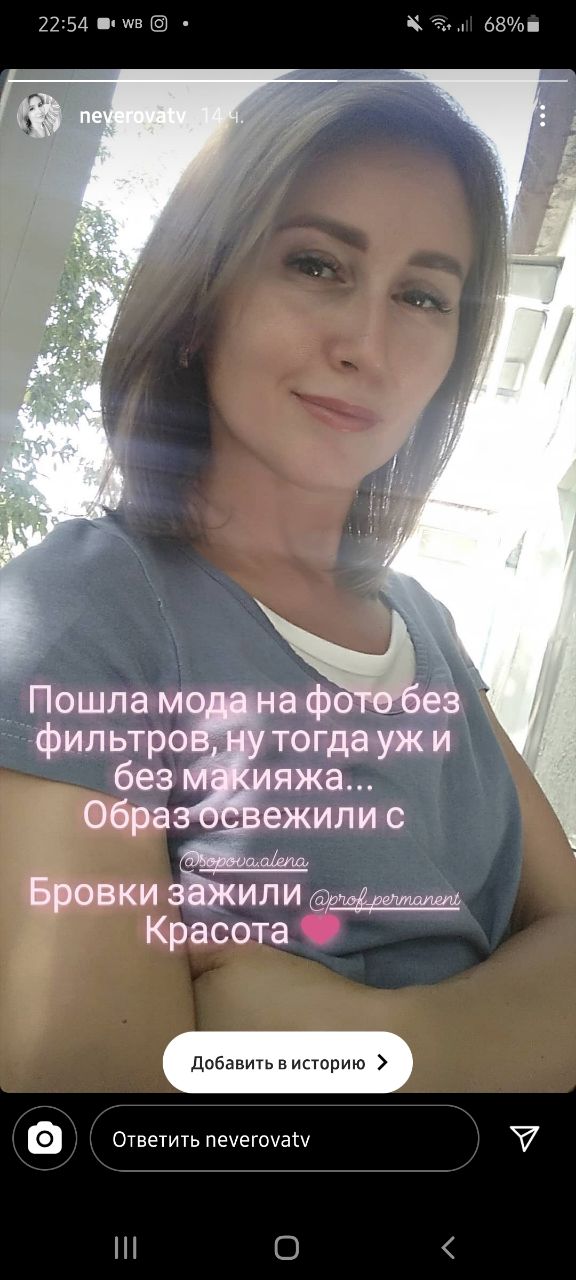 22:54 WB 68%
neverovatv 14 ч.
Пошла мода на фото без
фильтров, ну тогда уж и
без макияжа...
Образ освежили с
@sopova.alena
Бровки зажили @prof_permanent
Красота
Добавить в историю
Ответить neverovatv